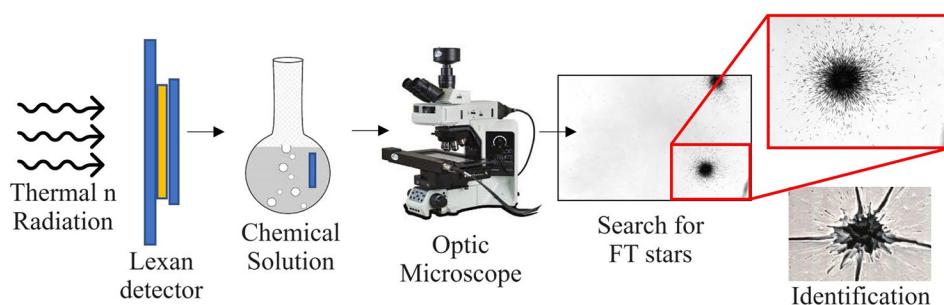 Thermal n
Radiation
Lexan
detector
Chemical
Solution
Optic
Microscope
Search for
FT stars
Identification